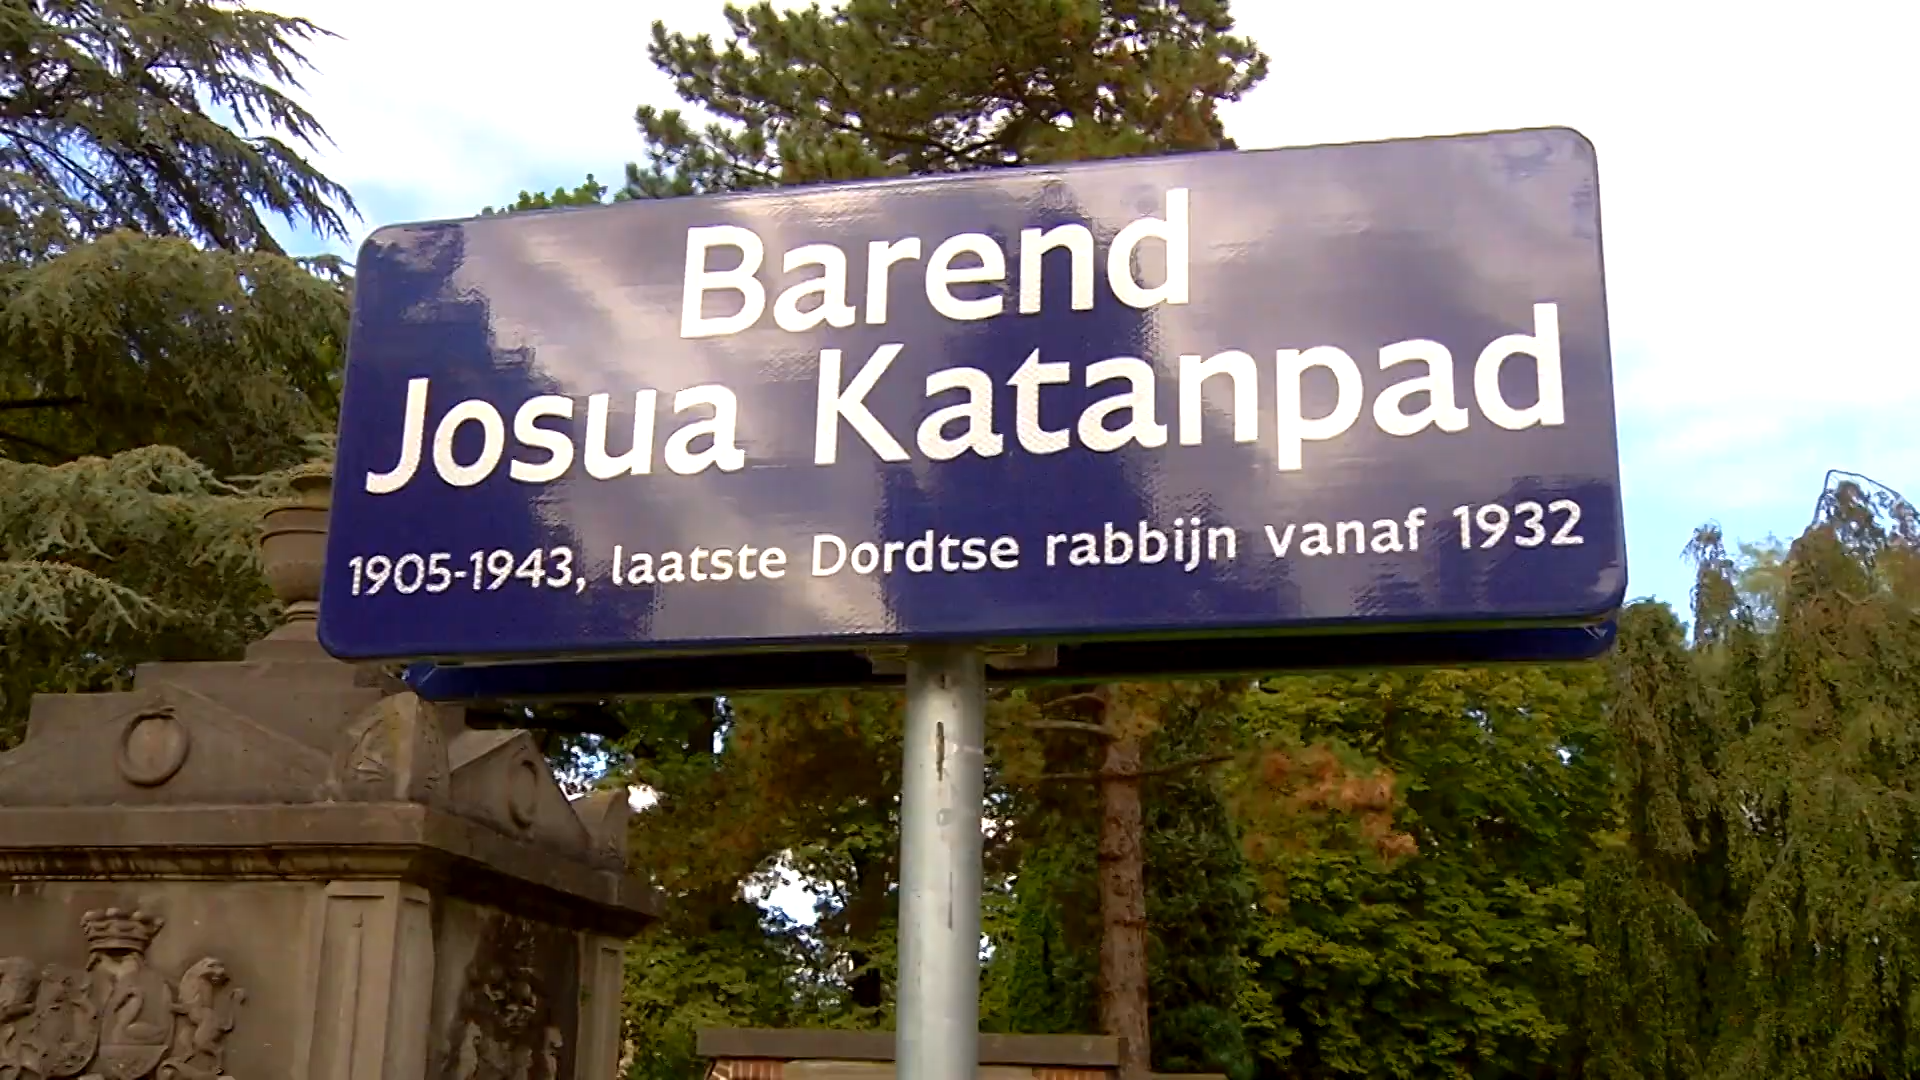 Barend
Josua Katanpad
1905-1943, laatste Dordtse rabbijn vanaf 1932